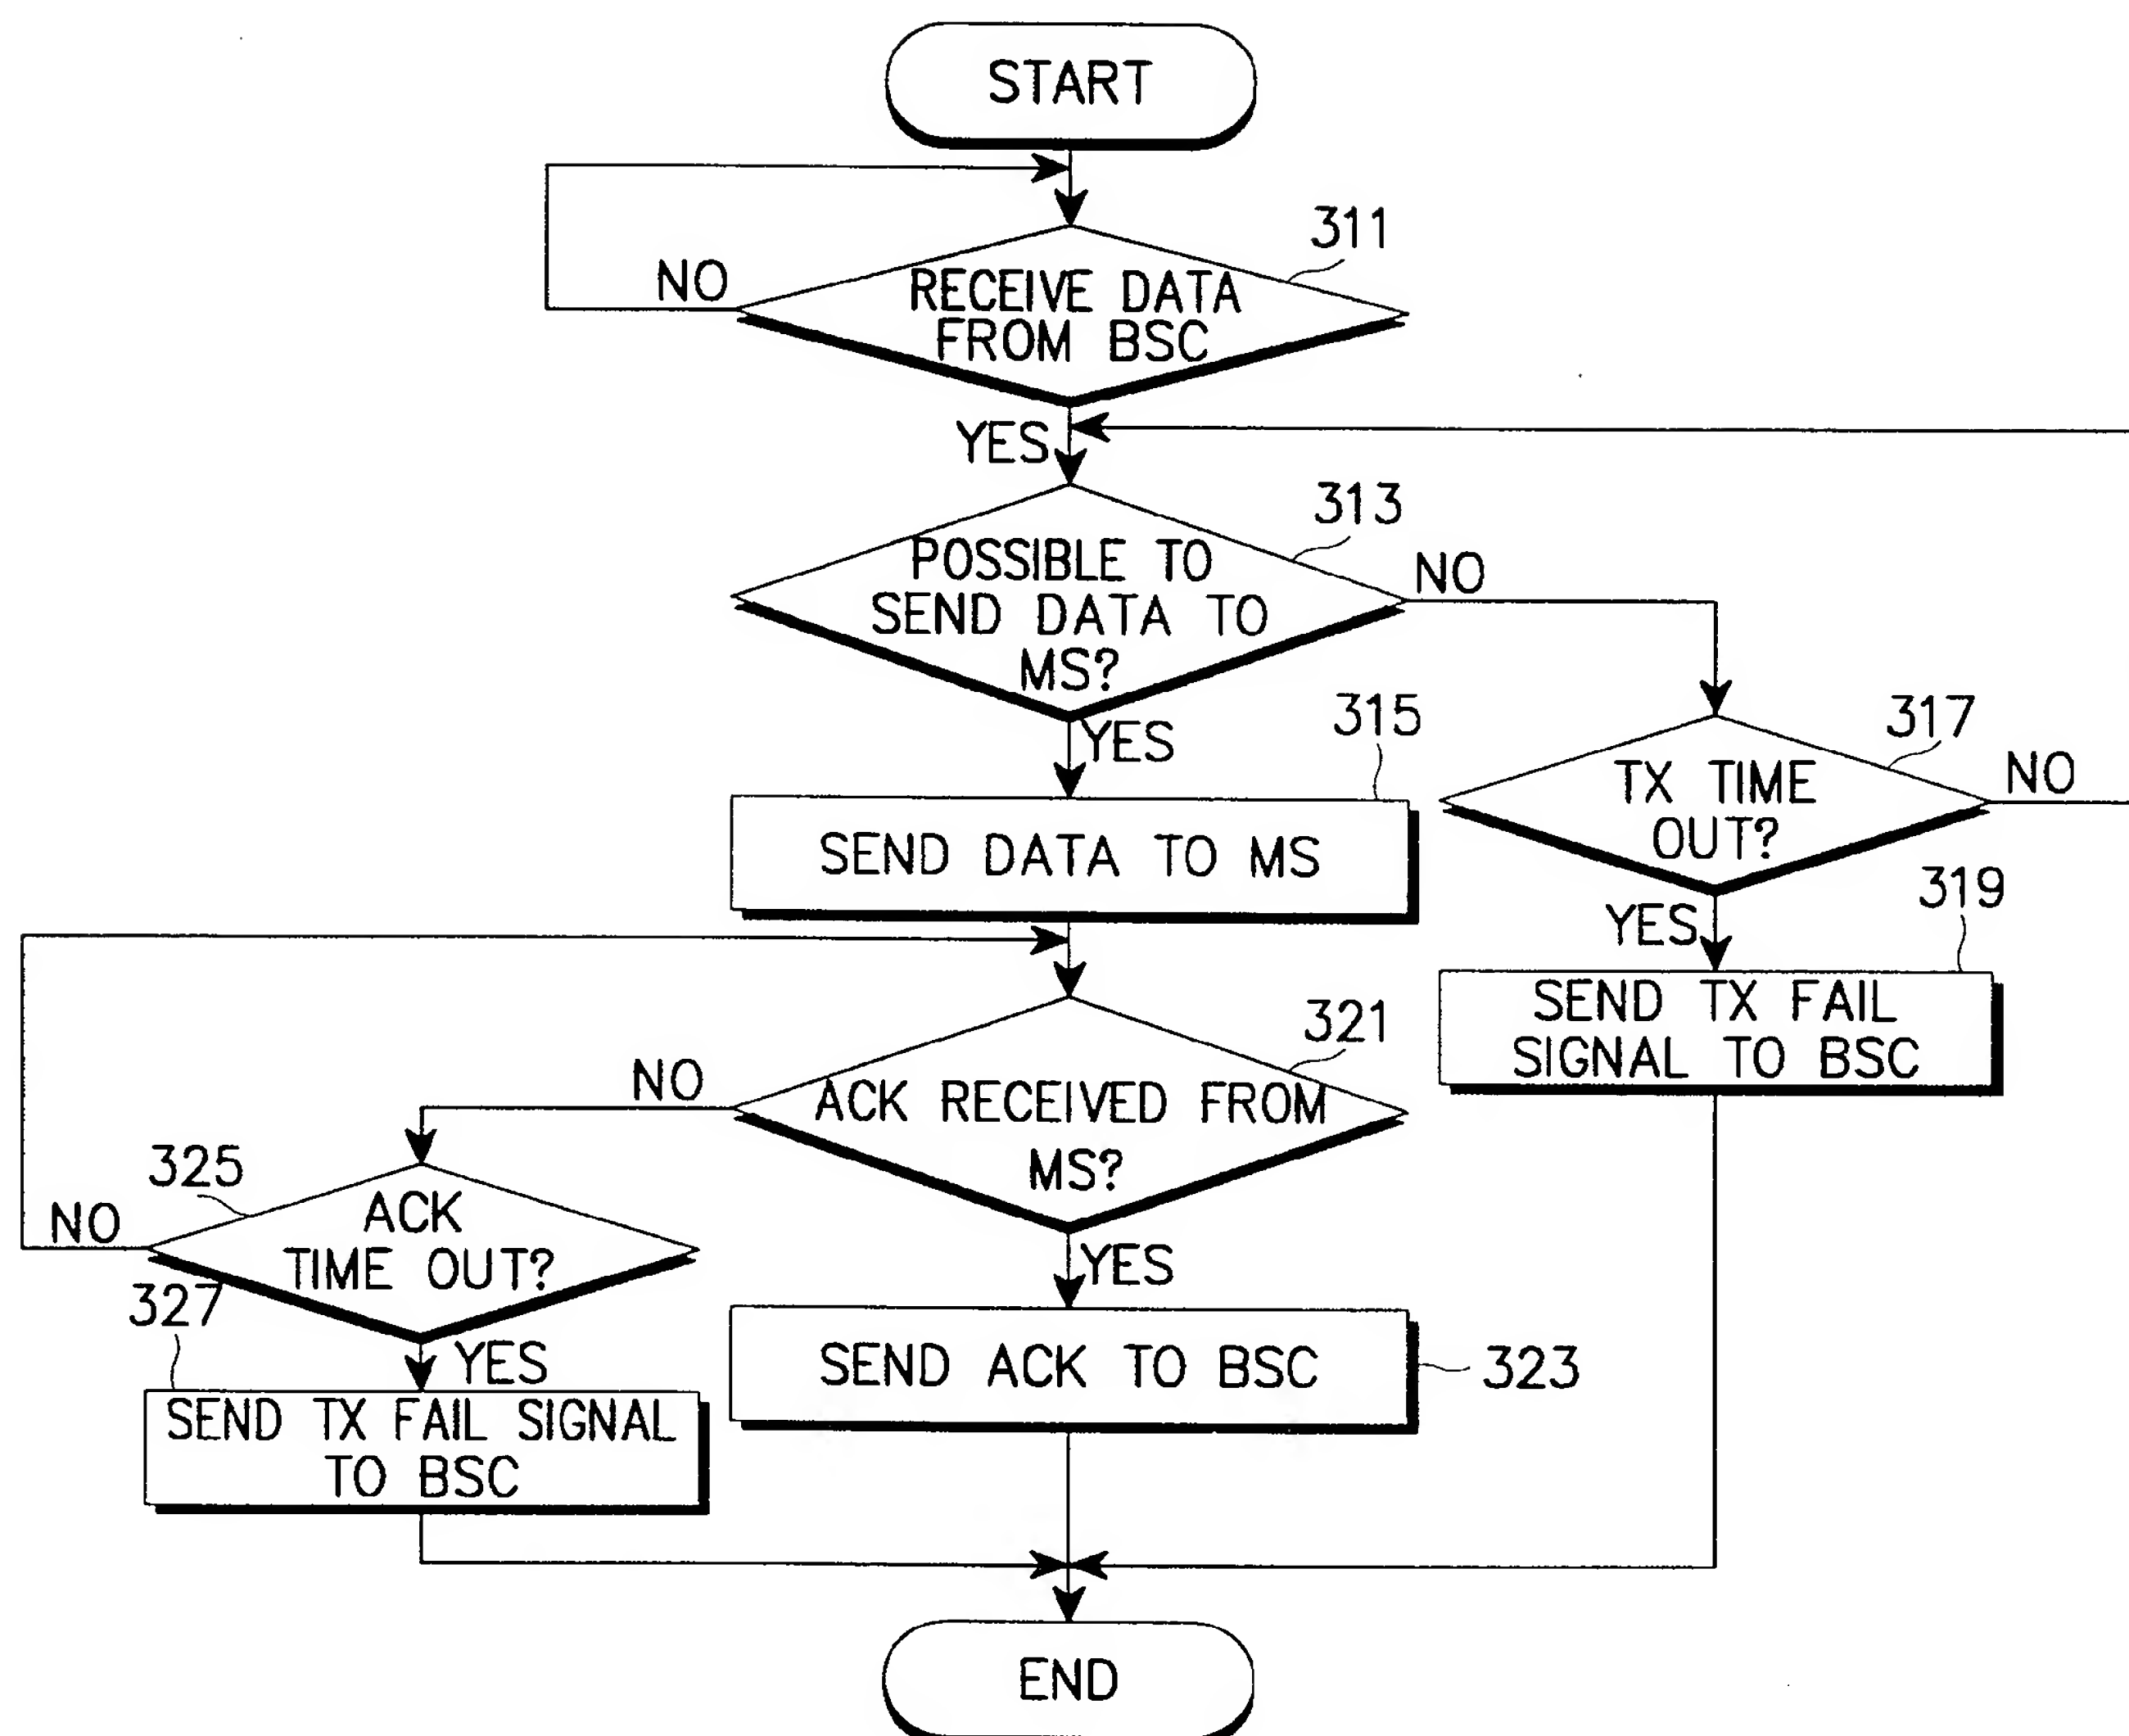 START
311
NO
RECEIVE DATA
FROM BSC
YES
313
POSSIBLE TO
SEND DATA TO
MS?
NO
YES
315
317
SEND DATA TO MS
TX TIME
OUT?
NO
319
YES
SEND TX FAIL
SIGNAL TO BSC
321
NO
ACK RECEIVED FROM
MS?
325
ACK
TIME OUT?
NO
YES
327
YES
SEND ACK TO BSC
323
SEND TX FAIL SIGNAL
TO BSC
END